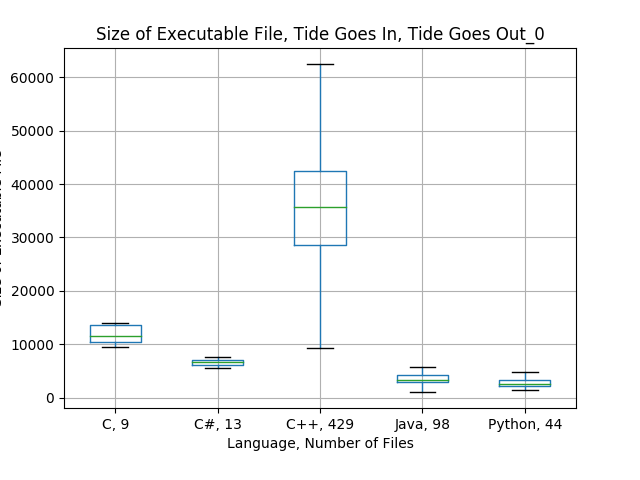 Size of Executable File, Tide Goes In, Tide Goes Out_0
60000
50000
40000
30000
20000
10000
0
C, 9
C#, 13
C++, 429
Java, 98
Python, 44
Language, Number of Files